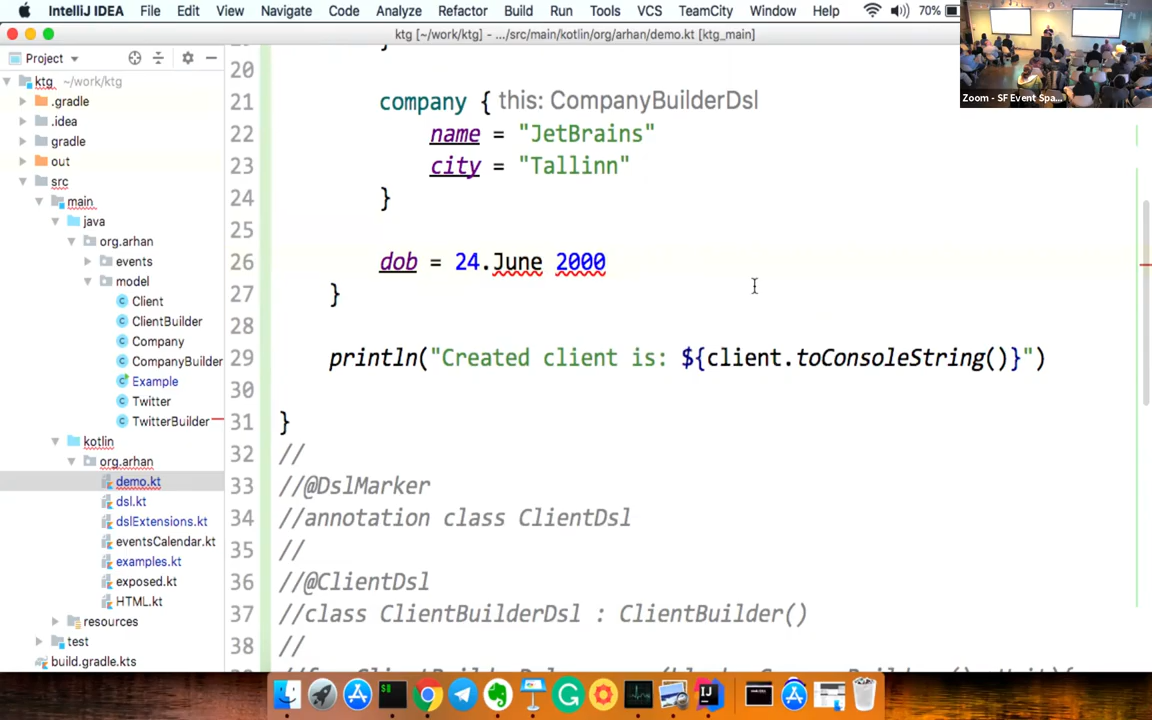 IntelliJ IDEA File Edit View Navigate Code Analyze Refactor Build Run Tools VCS TeamCity Window Help 70%
ktg [~/work/ktg] - .../src/main/kotlin/org/arhan/demo.kt [ktg_main]
Zoom - SF Event Spa...
Project
ktg ~/work/ktg
.gradle
.idea
gradle
out
src
main
java
org.arhan
events
model
Client
ClientBuilder
Company
CompanyBuilder
Example
Twitter
TwitterBuilder
kotlin
org.arhan
demo.kt
dsl.kt
dslExtensions.kt
eventsCalendar.kt
examples.kt
exposed.kt
HTML.kt
resources
test
build.gradle.kts
20
21 company { this: CompanyBuilderDsl
22 name = "JetBrains"
23 city = "Tallinn"
24 }
25
26 dob = 24.June 2000
27 }
28
29 println("Created client is: ${client.toConsoleString()}")
30
31 }
32 //
33 //@DslMarker
34 //annotation class ClientDsl
35 //
36 //@ClientDsl
37 //class ClientBuilderDsl : ClientBuilder()
38 //